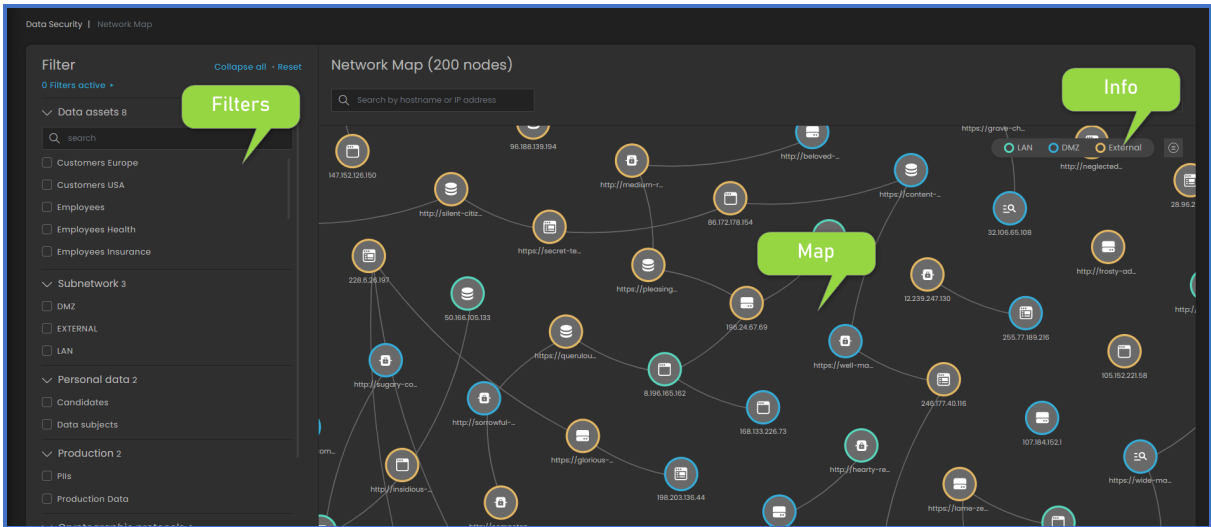 Data Security | Network Map
Filter
Collapse all • Reset
0 Filters active
Filters
Data assets 8
search
Customers Europe
Customers USA
Employees
Employees Health
Employees Insurance
Subnetwork 3
DMZ
EXTERNAL
LAN
Personal data 2
Candidates
Data subjects
Production 2
PIIs
Production Data
Network Map (200 nodes)
Search by hostname or IP address
Info
LAN DMZ External
Map
96.188.139.194
https://grave-ch...
http://beloved-...
147.152.126.150
http://medium-r...
http://neglected...
https://content-...
28.96.2
http://silent-citiz...
86.172.178.154
32.106.65.108
https://secret-te...
228.6.26.197
https://pleasing...
http://frosty-ad...
12.239.247.130
50.166.105.133
196.24.67.69
http:/
255.77.189.216
https://querulou...
https://well-ma...
105.152.221.58
http://sugary-co...
8.196.165.162
246.177.40.116
http://sorrowful-...
168.133.226.73
107.184.152.1
om...
https://glorious-...
http://hearty-re...
https://wide-ma...
http://insidious-...
198.203.136.44
https://lame-ze...